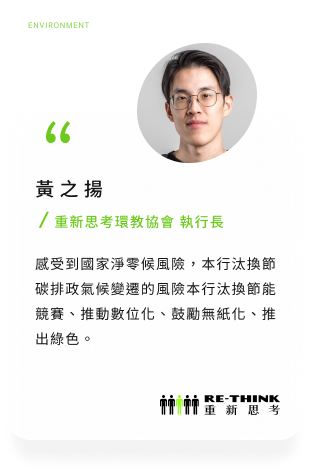 ENVIRONMENT
“
黃之揚
/ 重新思考環教協會 執行長
感受到國家淨零候風險，本行汰換節
碳排政氣候變遷的風險本行汰換節能
競賽、推動數位化、鼓勵無紙化、推
出綠色。
RE-THINK
重新思考